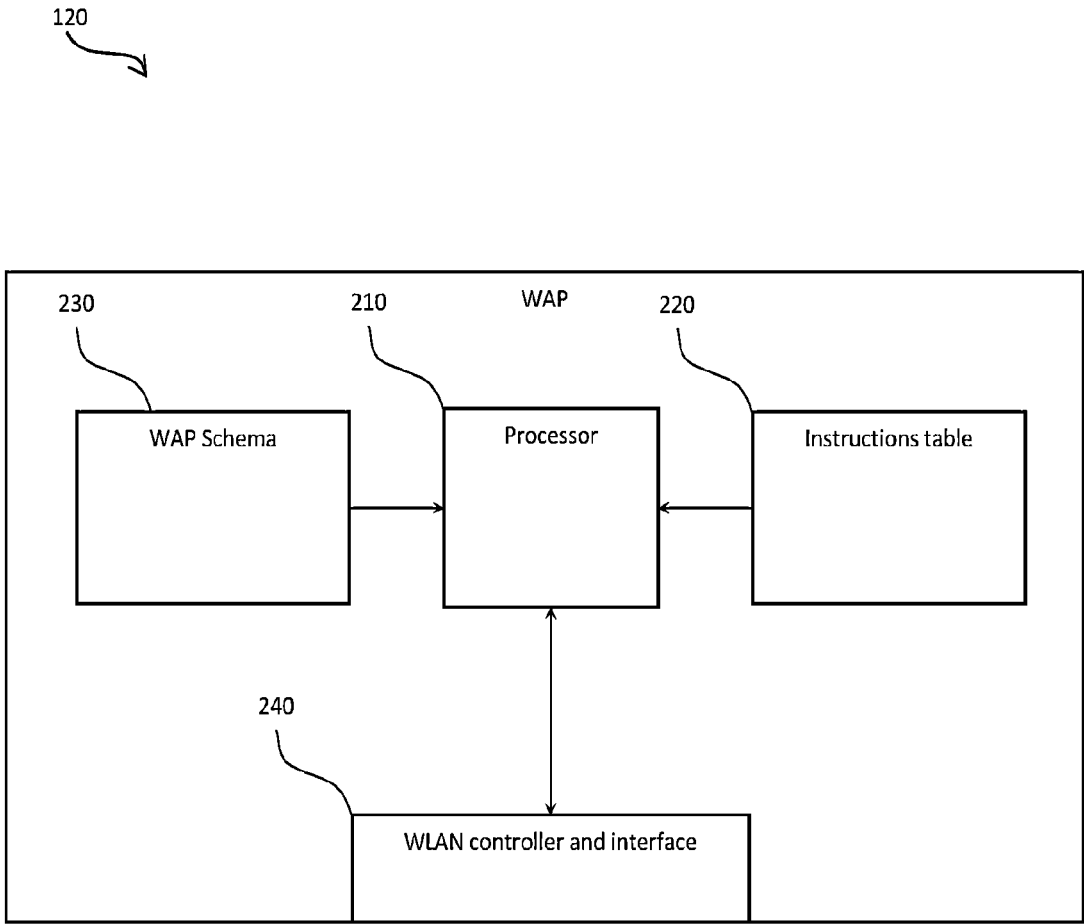 120
WAP
230
210
220
WAP Schema
Processor
Instructions table
240
WLAN controller and interface